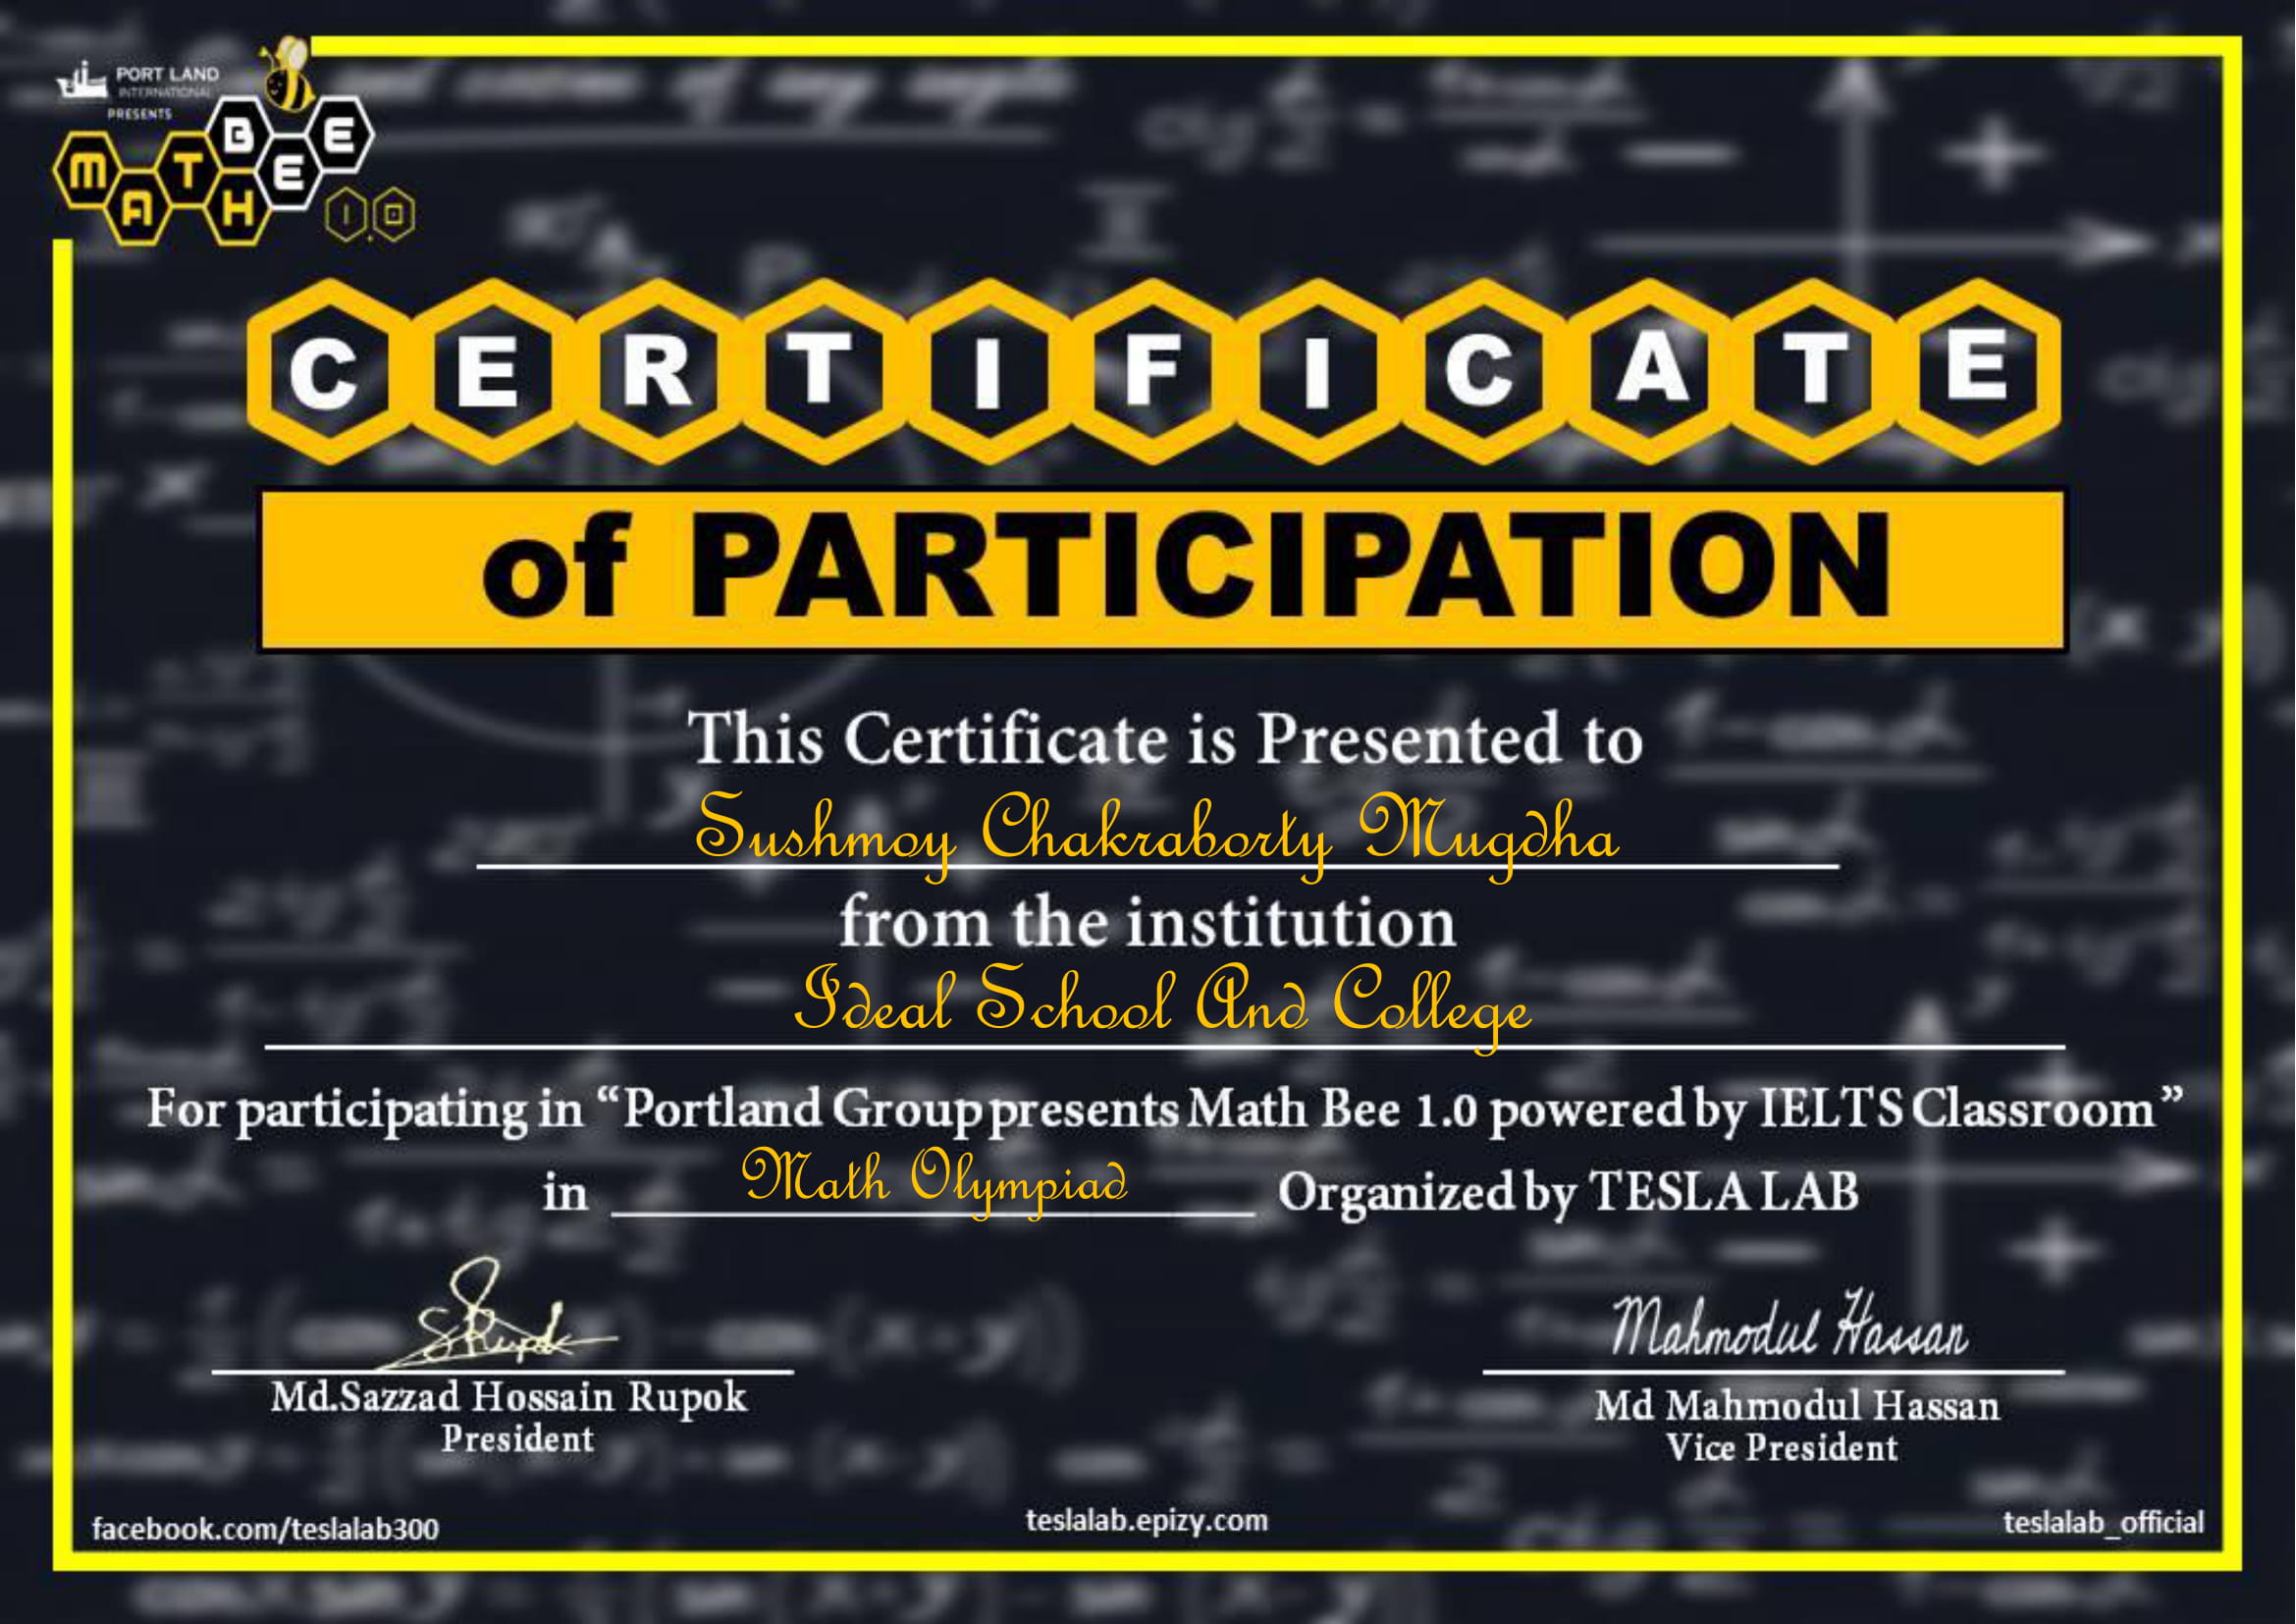 PORT LAND
INTERNATIONAL
PRESENTS
MATH BEE 1.0
CERTIFICATE
of PARTICIPATION
This Certificate is Presented to
Sushmoy Chakraborty Mugdha
from the institution
Ideal School And College
For participating in “Portland Group presents Math Bee 1.0 powered by IELTS Classroom”
in Math Olympiad Organized by TESLA LAB
SRupok
Mahmodul Hassan
Md.Sazzad Hossain Rupok
President
Md Mahmodul Hassan
Vice President
facebook.com/teslalab300
teslalab.epizy.com
teslalab_official